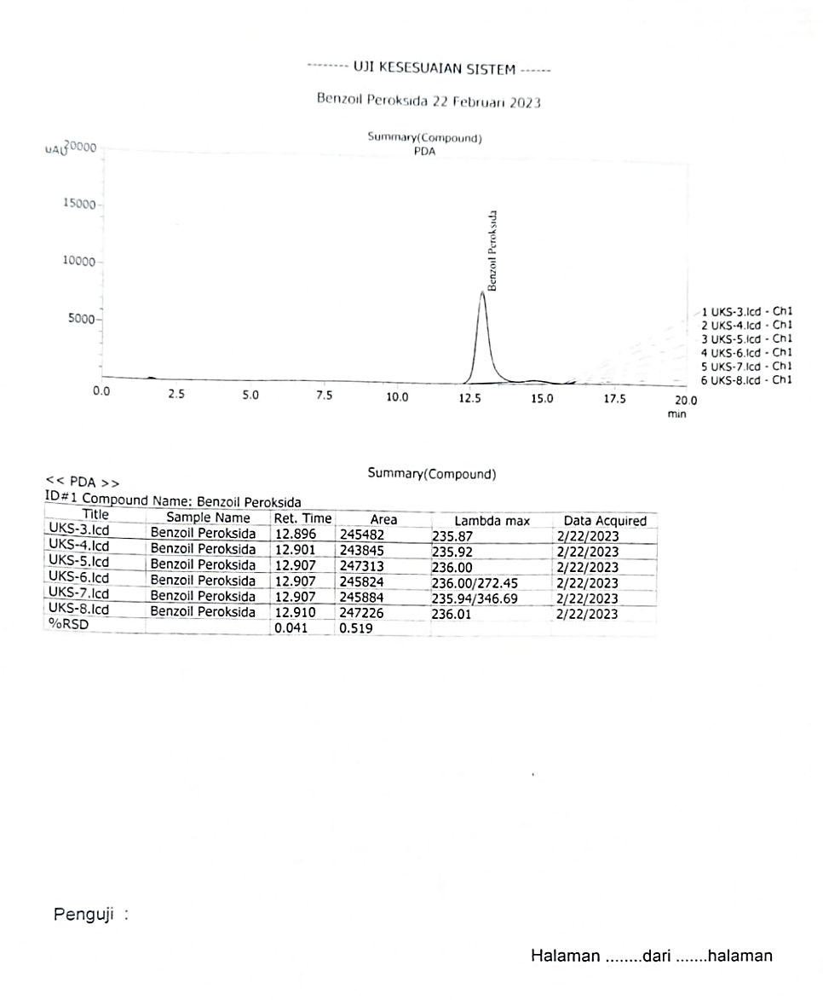 -------- UJI KESESUAIAN SISTEM ------
Benzoil Peroksida 22 Februari 2023
Summary(Compound)
PDA
uAU
20000
15000
10000
5000
Benzoil Peroksida
1 UKS-3.lcd - Ch1
2 UKS-4.lcd - Ch1
3 UKS-5.lcd - Ch1
4 UKS-6.lcd - Ch1
5 UKS-7.lcd - Ch1
6 UKS-8.lcd - Ch1
0.0 2.5 5.0 7.5 10.0 12.5 15.0 17.5 20.0
min
Summary(Compound)
<< PDA >>
ID#1 Compound Name: Benzoil Peroksida
Title Sample Name Ret. Time Area Lambda max Data Acquired
UKS-3.lcd Benzoil Peroksida 12.896 245482 235.87 2/22/2023
UKS-4.lcd Benzoil Peroksida 12.901 243845 235.92 2/22/2023
UKS-5.lcd Benzoil Peroksida 12.907 247313 236.00 2/22/2023
UKS-6.lcd Benzoil Peroksida 12.907 245824 236.00/272.45 2/22/2023
UKS-7.lcd Benzoil Peroksida 12.907 245884 235.94/346.69 2/22/2023
UKS-8.lcd Benzoil Peroksida 12.910 247226 236.01 2/22/2023
%RSD 0.041 0.519
Penguji :
Halaman ........dari .......halaman